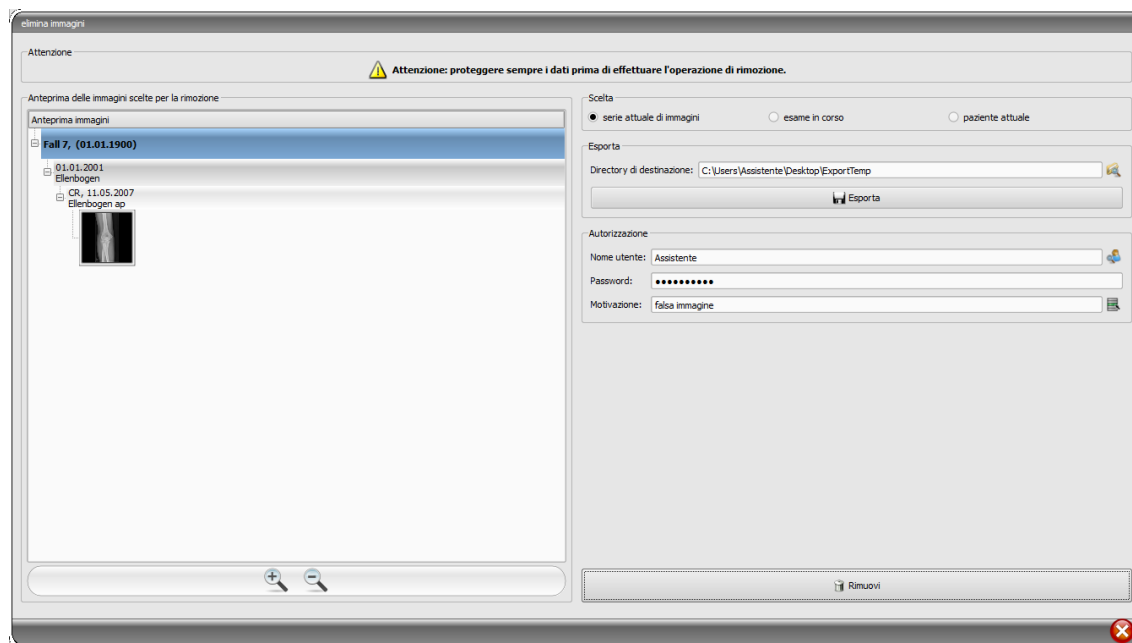 elimina immagini
Attenzione
Attenzione: proteggere sempre i dati prima di effettuare l'operazione di rimozione.
Anteprima delle immagini scelte per la rimozione
Anteprima immagini
Fall 7, (01.01.1900)
01.01.2001
Ellenbogen
CR, 11.05.2007
Ellenbogen ap
Scelta
serie attuale di immagini
esame in corso
paziente attuale
Esporta
Directory di destinazione: C:\Users\Assistente\Desktop\ExportTemp
Esporta
Autorizzazione
Nome utente: Assistente
Password: ••••••••••
Motivazione: falsa immagine
Rimuovi